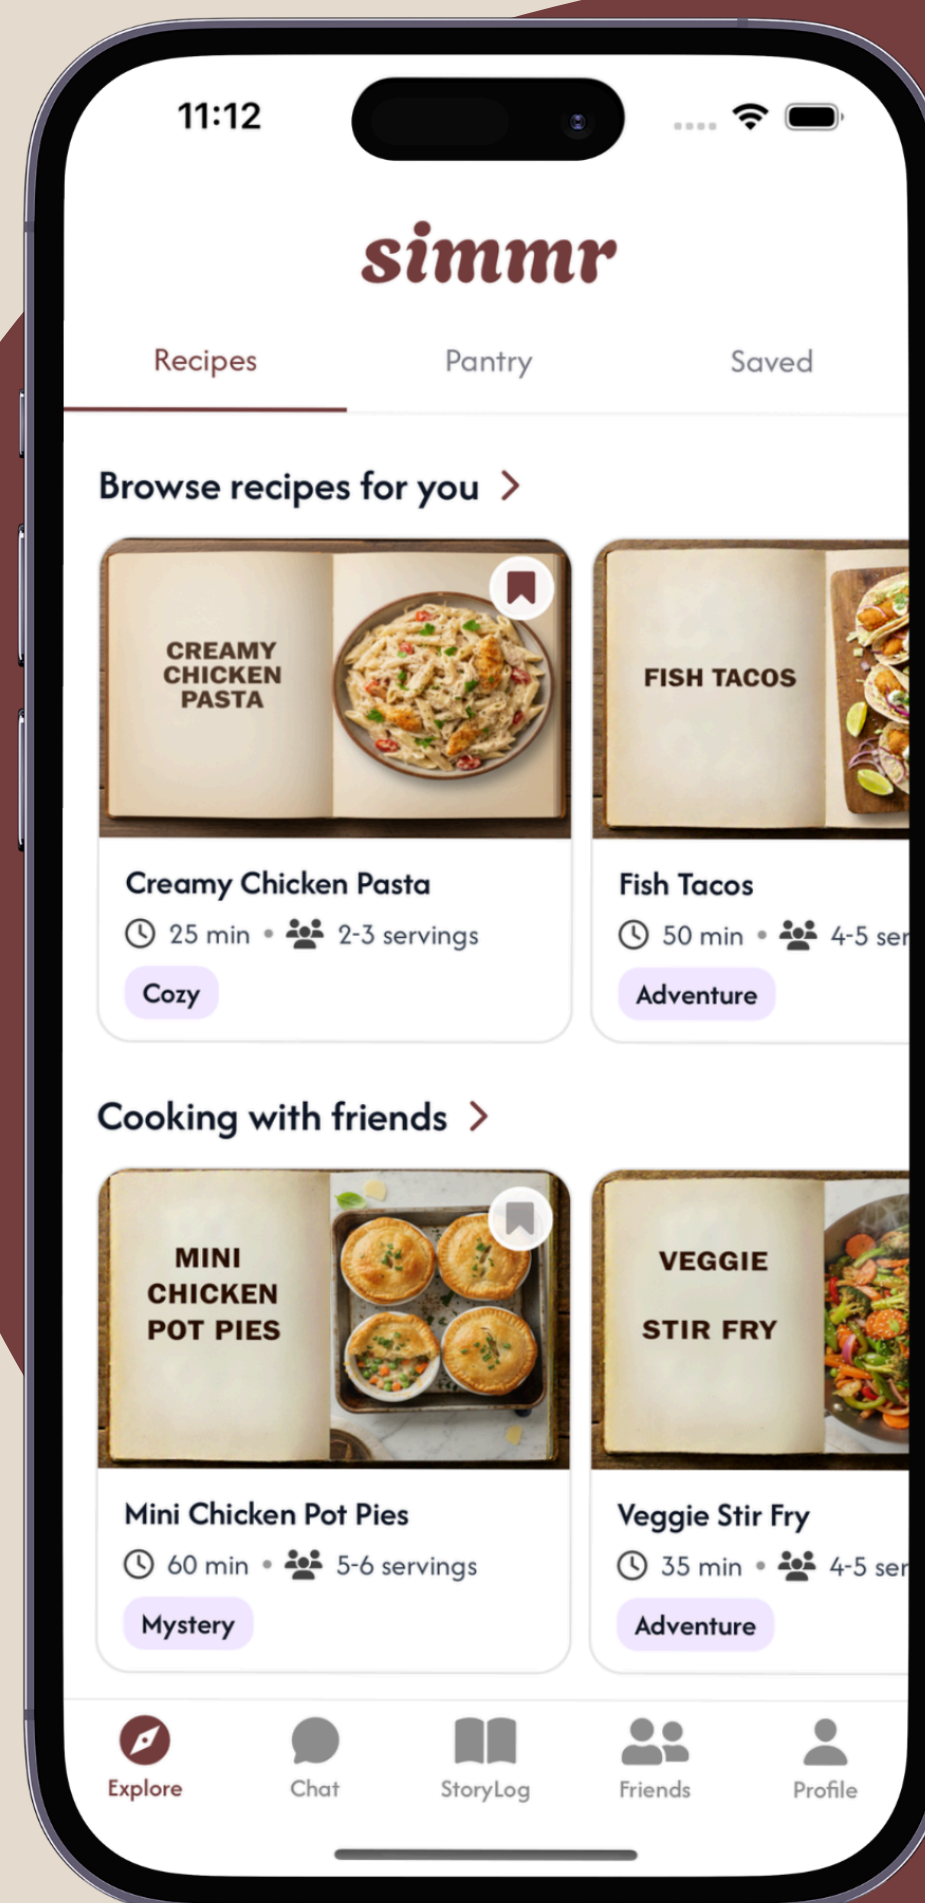 11:12
simmr
Recipes Pantry Saved
Browse recipes for you
CREAMY
CHICKEN
PASTA
FISH TACOS
Creamy Chicken Pasta
25 min • 2-3 servings
Cozy
Fish Tacos
50 min • 4-5 ser
Adventure
Cooking with friends
MINI
CHICKEN
POT PIES
VEGGIE
STIR FRY
Mini Chicken Pot Pies
60 min • 5-6 servings
Mystery
Veggie Stir Fry
35 min • 4-5 ser
Adventure
Explore Chat StoryLog Friends Profile